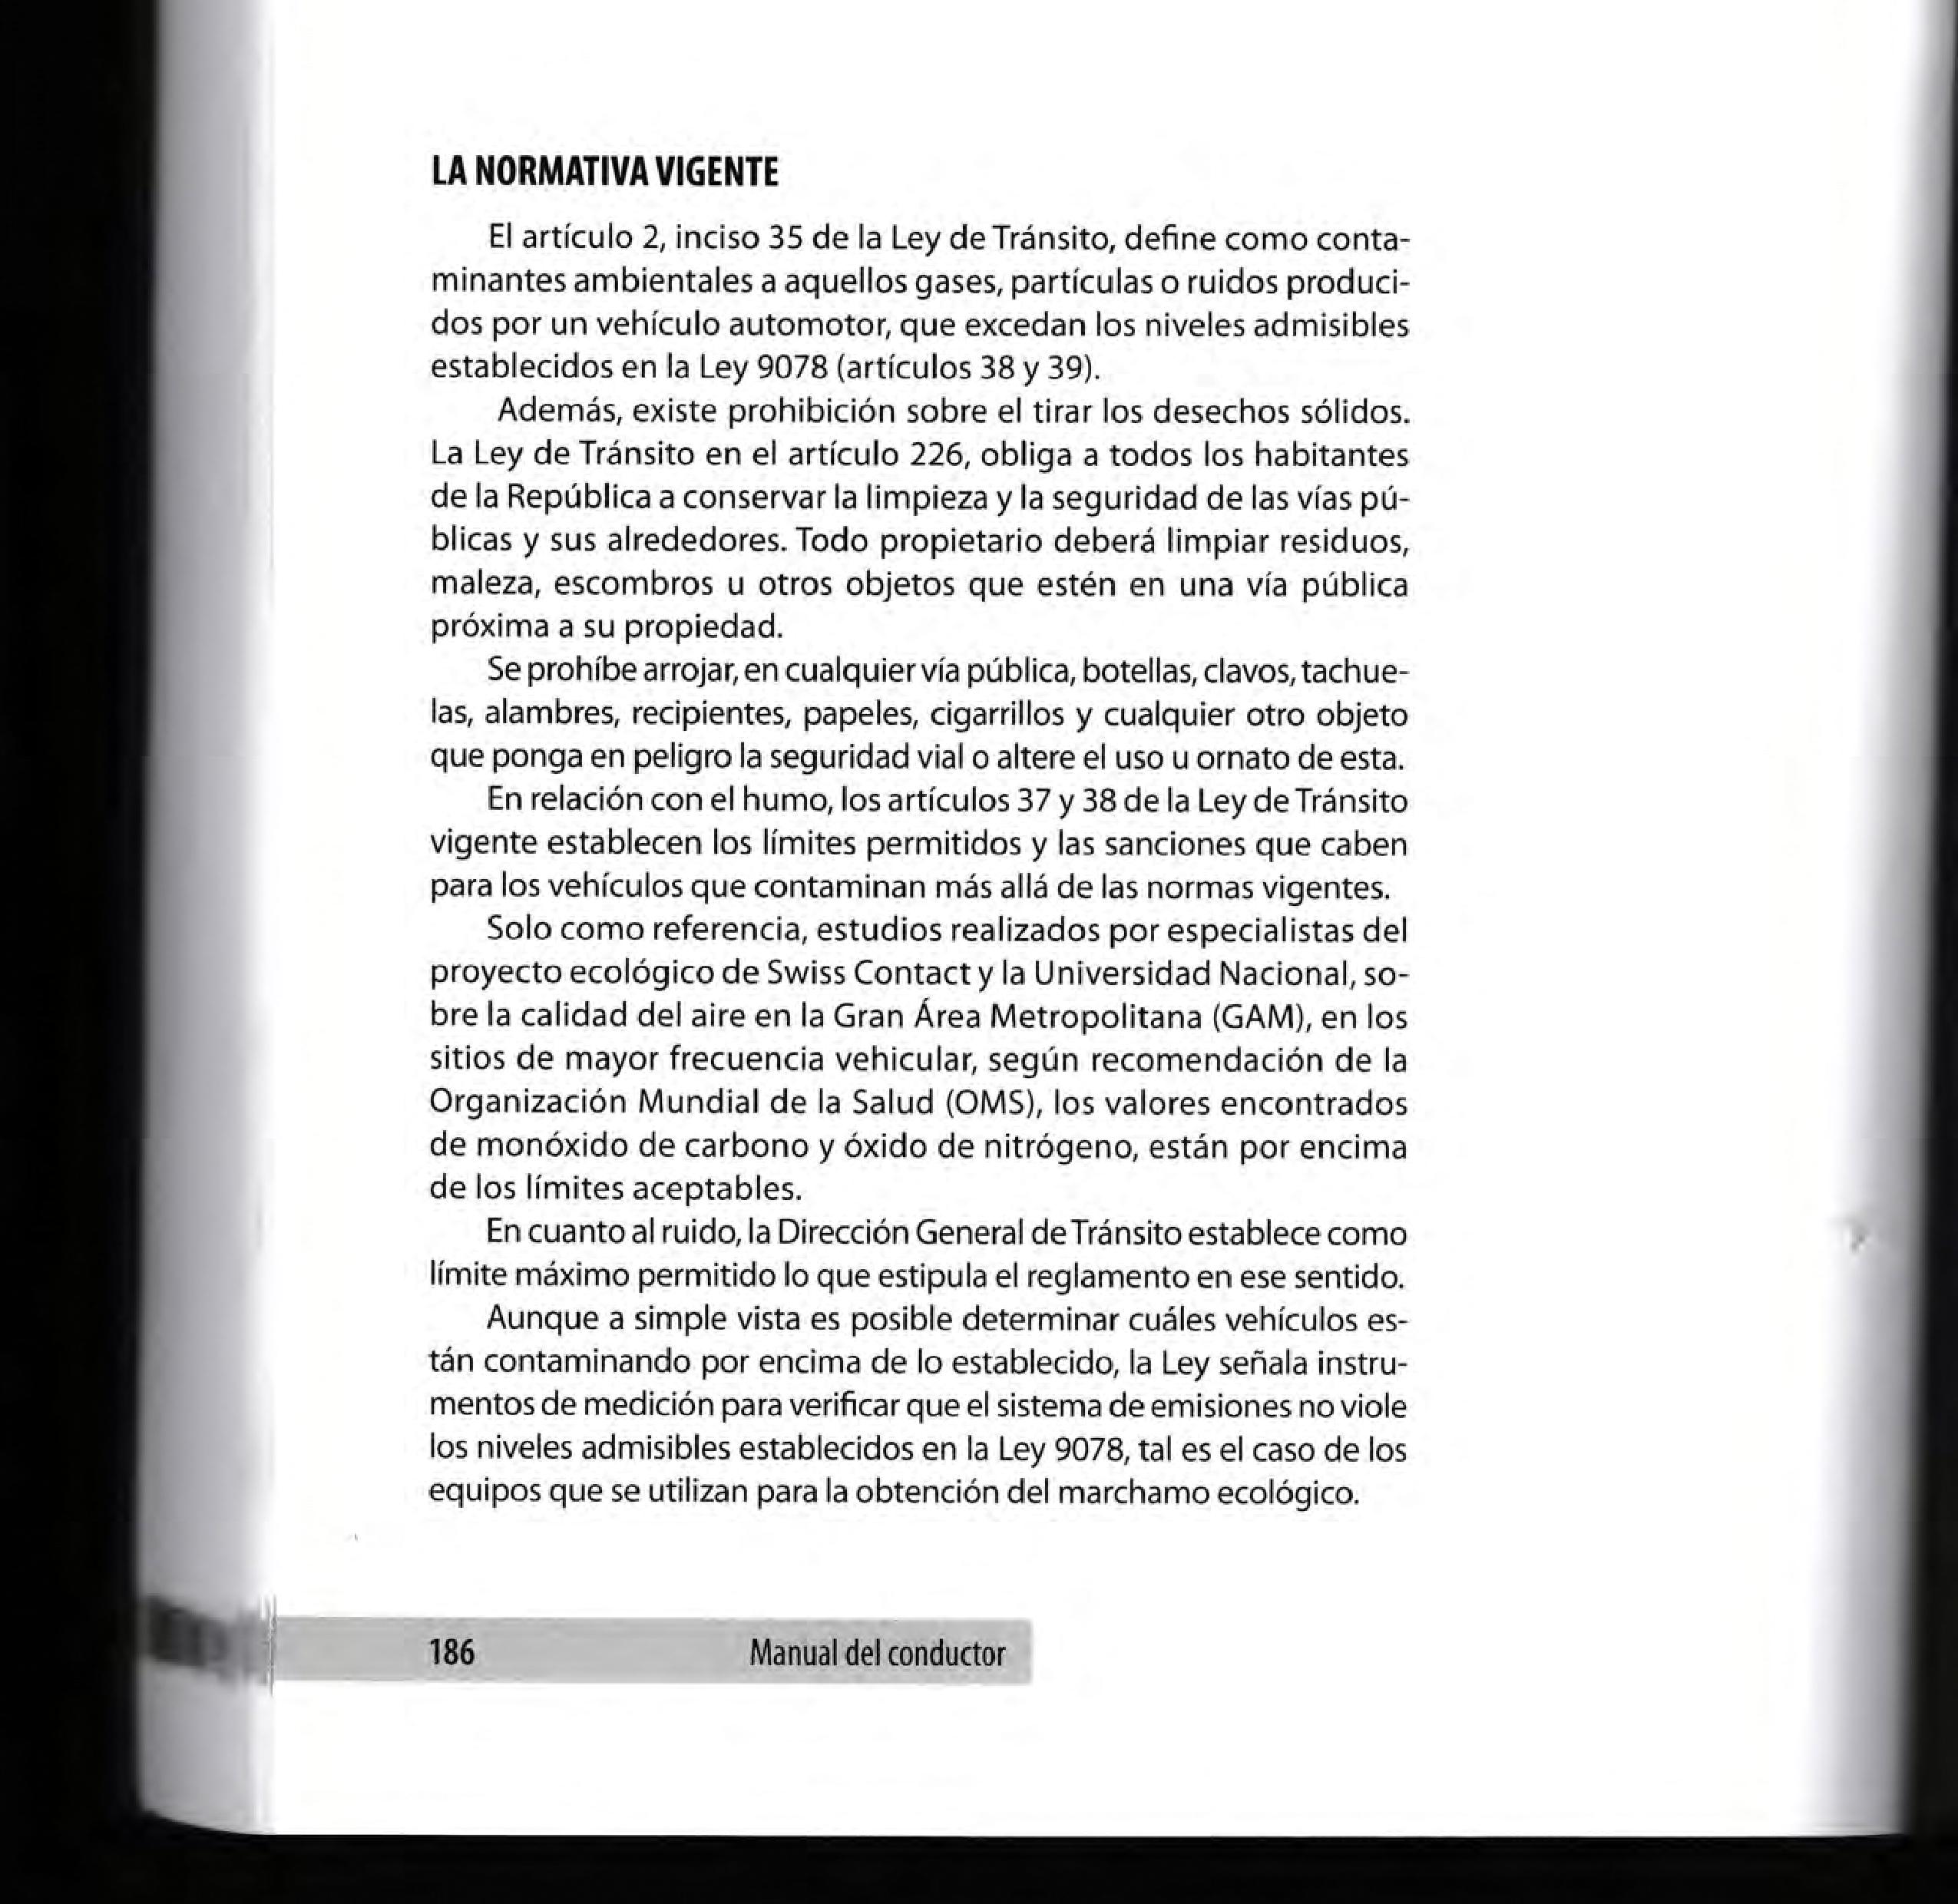 LA NORMATIVA VIGENTE
El artículo 2, inciso 35 de la Ley de Tránsito, define como conta-
minantes ambientales a aquellos gases, partículas o ruidos produci-
dos por un vehículo automotor, que excedan los niveles admisibles
establecidos en la Ley 9078 (artículos 38 y 39).
Además, existe prohibición sobre el tirar los desechos sólidos.
La Ley de Tránsito en el artículo 226, obliga a todos los habitantes
de la República a conservar la limpieza y la seguridad de las vías pú-
blicas y sus alrededores. Todo propietario deberá limpiar residuos,
maleza, escombros u otros objetos que estén en una vía pública
próxima a su propiedad.
Se prohíbe arrojar, en cualquier vía pública, botellas, clavos, tachue-
las, alambres, recipientes, papeles, cigarrillos y cualquier otro objeto
que ponga en peligro la seguridad vial o altere el uso u ornato de esta.
En relación con el humo, los artículos 37 y 38 de la Ley de Tránsito
vigente establecen los límites permitidos y las sanciones que caben
para los vehículos que contaminan más allá de las normas vigentes.
Solo como referencia, estudios realizados por especialistas del
proyecto ecológico de Swiss Contact y la Universidad Nacional, so-
bre la calidad del aire en la Gran Área Metropolitana (GAM), en los
sitios de mayor frecuencia vehicular, según recomendación de la
Organización Mundial de la Salud (OMS), los valores encontrados
de monóxido de carbono y óxido de nitrógeno, están por encima
de los límites aceptables.
En cuanto al ruido, la Dirección General de Tránsito establece como
límite máximo permitido lo que estipula el reglamento en ese sentido.
Aunque a simple vista es posible determinar cuáles vehículos es-
tán contaminando por encima de lo establecido, la Ley señala instru-
mentos de medición para verificar que el sistema de emisiones no viole
los niveles admisibles establecidos en la Ley 9078, tal es el caso de los
equipos que se utilizan para la obtención del marchamo ecológico.
186 Manual del conductor